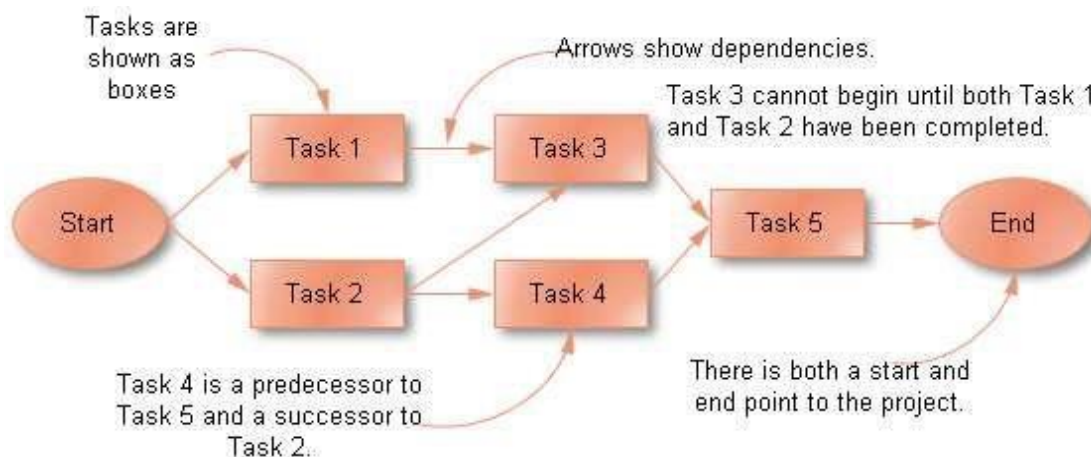 Tasks are
shown as
boxes
Arrows show dependencies.
Task 3 cannot begin until both Task 1
and Task 2 have been completed.
Task 1
Task 3
Start
Task 5
End
Task 2
Task 4
Task 4 is a predecessor to
Task 5 and a successor to
Task 2.
There is both a start and
end point to the project.